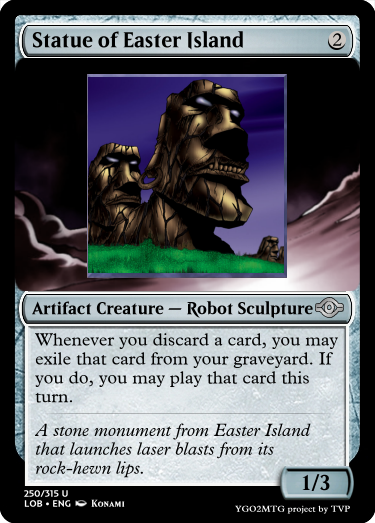 Statue of Easter Island 2
Artifact Creature — Robot Sculpture
Whenever you discard a card, you may
exile that card from your graveyard. If
you do, you may play that card this
turn.
A stone monument from Easter Island
that launches laser blasts from its
rock-hewn lips.
1/3
250/315 U
LOB • ENG Konami
YGO2MTG project by TVP